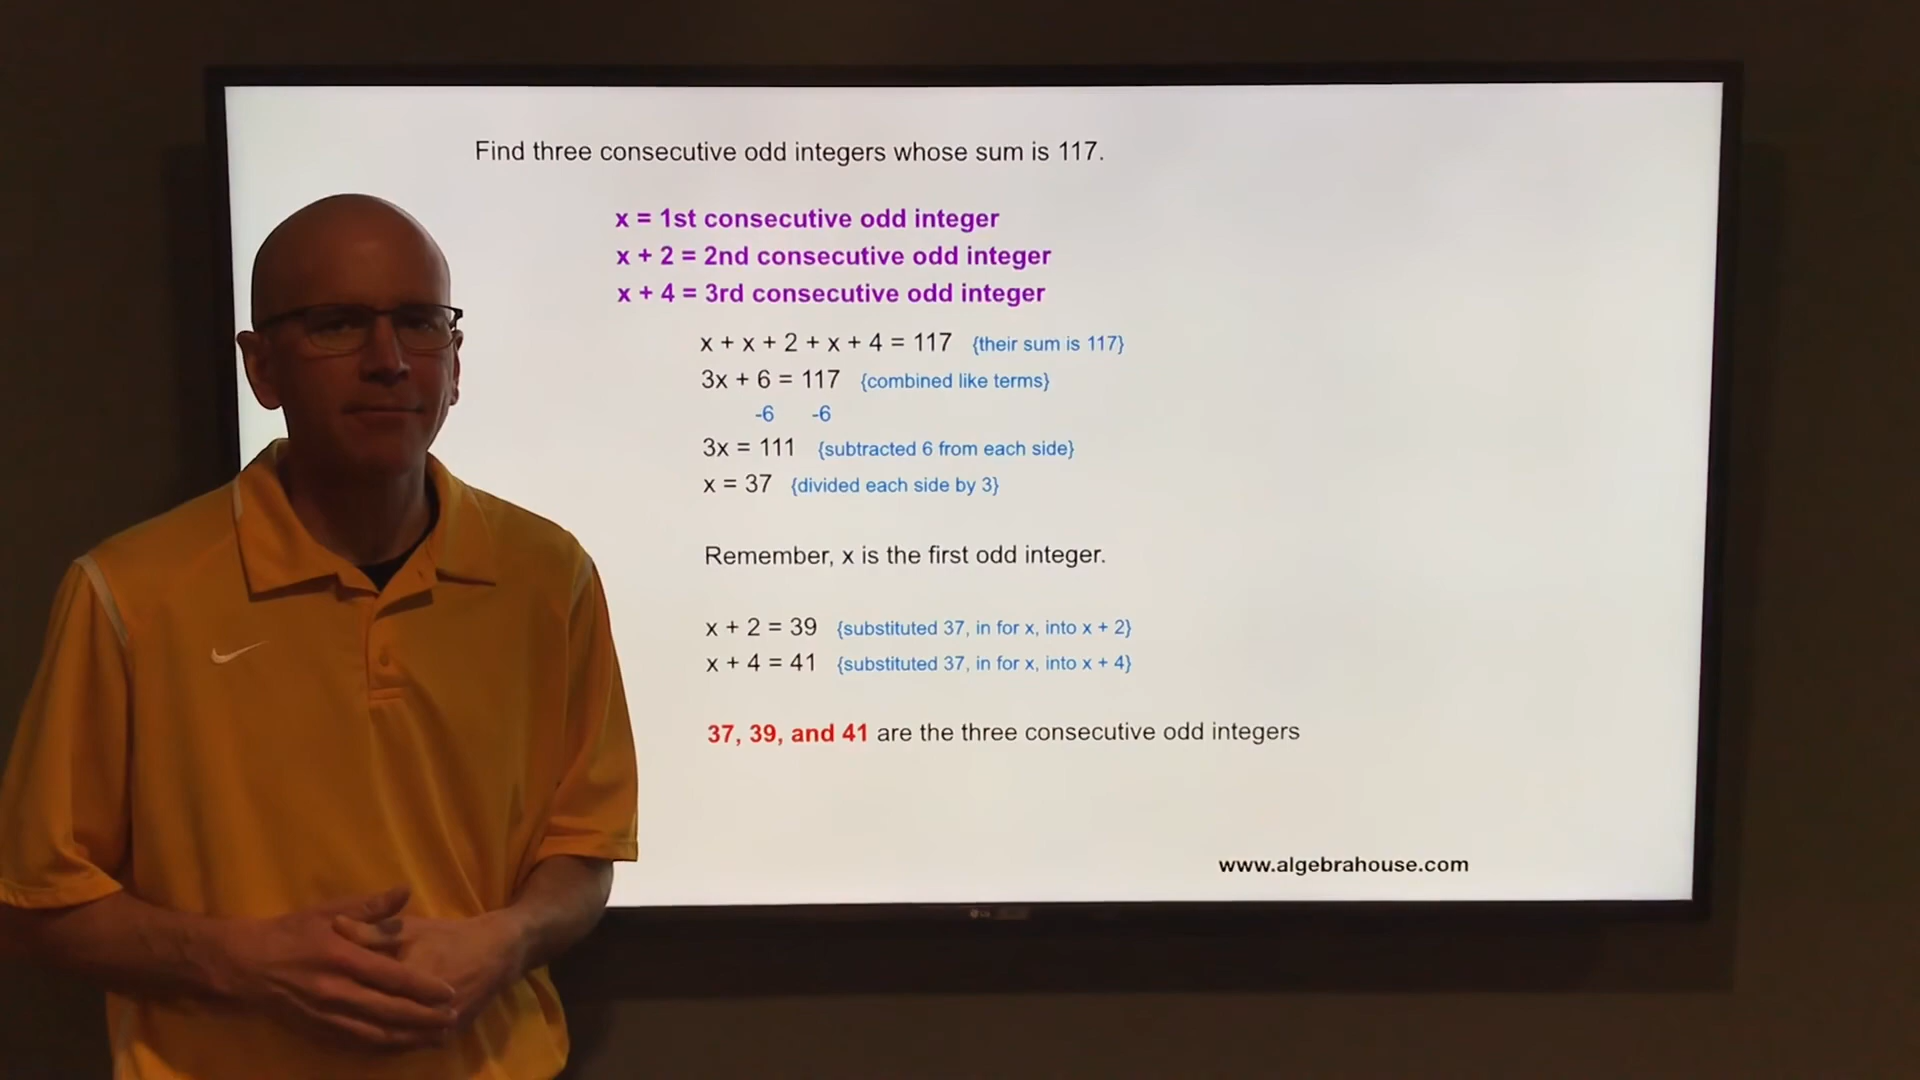 Find three consecutive odd integers whose sum is 117.
x = 1st consecutive odd integer
x + 2 = 2nd consecutive odd integer
x + 4 = 3rd consecutive odd integer
x + x + 2 + x + 4 = 117 {their sum is 117}
3x + 6 = 117 {combined like terms}
-6 -6
3x = 111 {subtracted 6 from each side}
x = 37 {divided each side by 3}
Remember, x is the first odd integer.
x + 2 = 39 {substituted 37, in for x, into x + 2}
x + 4 = 41 {substituted 37, in for x, into x + 4}
37, 39, and 41 are the three consecutive odd integers
www.algebrahouse.com
LG